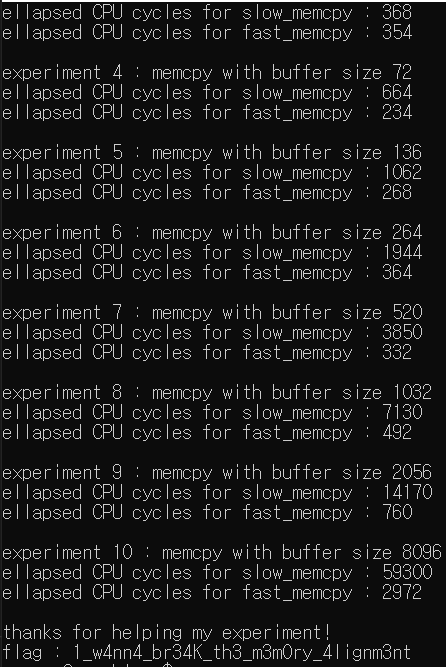 ellapsed CPU cycles for slow_memcpy : 368
ellapsed CPU cycles for fast_memcpy : 354
experiment 4 : memcpy with buffer size 72
ellapsed CPU cycles for slow_memcpy : 664
ellapsed CPU cycles for fast_memcpy : 234
experiment 5 : memcpy with buffer size 136
ellapsed CPU cycles for slow_memcpy : 1062
ellapsed CPU cycles for fast_memcpy : 268
experiment 6 : memcpy with buffer size 264
ellapsed CPU cycles for slow_memcpy : 1944
ellapsed CPU cycles for fast_memcpy : 364
experiment 7 : memcpy with buffer size 520
ellapsed CPU cycles for slow_memcpy : 3850
ellapsed CPU cycles for fast_memcpy : 332
experiment 8 : memcpy with buffer size 1032
ellapsed CPU cycles for slow_memcpy : 7130
ellapsed CPU cycles for fast_memcpy : 492
experiment 9 : memcpy with buffer size 2056
ellapsed CPU cycles for slow_memcpy : 14170
ellapsed CPU cycles for fast_memcpy : 760
experiment 10 : memcpy with buffer size 8096
ellapsed CPU cycles for slow_memcpy : 59300
ellapsed CPU cycles for fast_memcpy : 2972
thanks for helping my experiment!
flag : 1_w4nn4_br34K_th3_m3m0ry_4lignm3nt